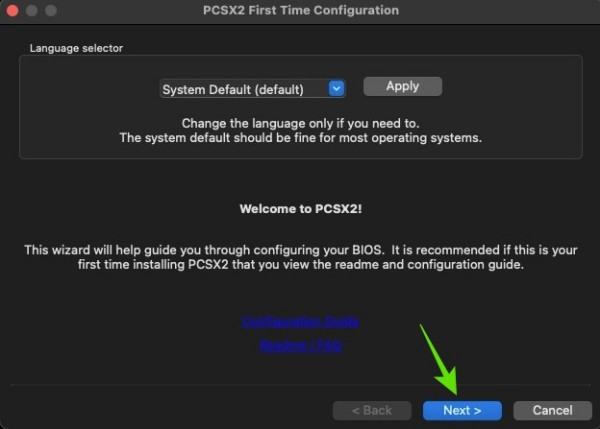 PCSX2 First Time Configuration
Language selector
System Default (default)
Apply
Change the language only if you need to.
The system default should be fine for most operating systems.
Welcome to PCSX2!
This wizard will help guide you through configuring your BIOS. It is recommended if this is your
first time installing PCSX2 that you view the readme and configuration guide.
Configuration Guide
Readme / FAQ
< Back
Next >
Cancel